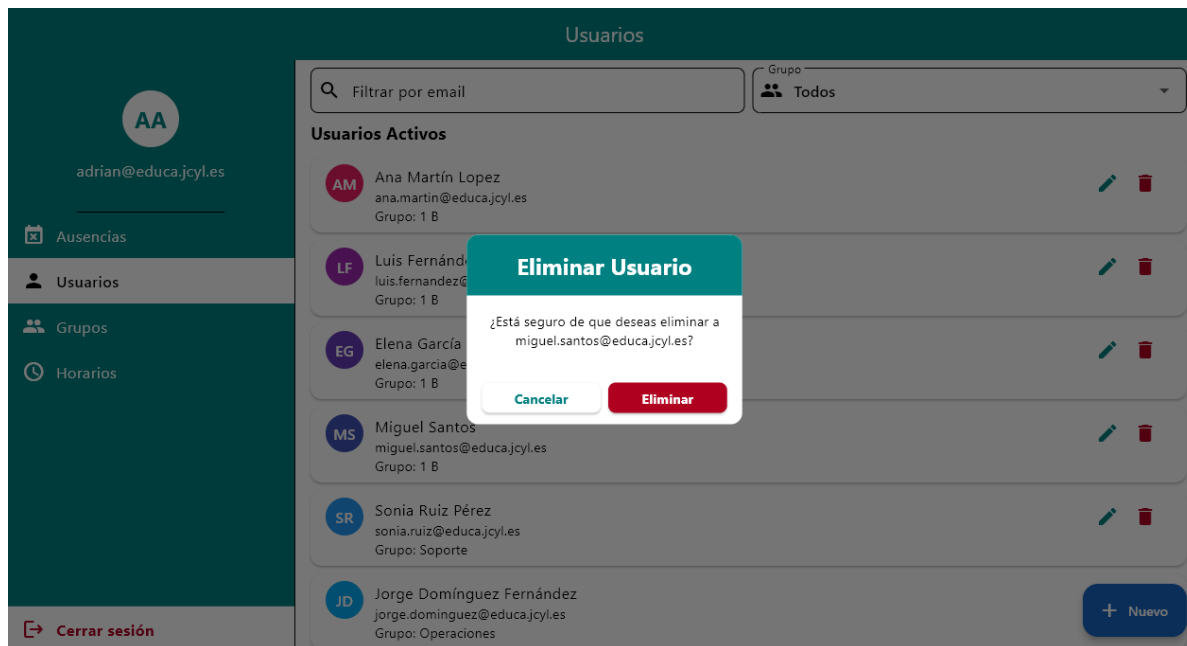 Usuarios
AA
adrian@educa.jcyl.es
Ausencias
Usuarios
Grupos
Horarios
Cerrar sesión
Filtrar por email
Grupo
Todos
Usuarios Activos
AM
Ana Martín Lopez
ana.martin@educa.jcyl.es
Grupo: 1 B
LF
Luis Fernánd
luis.fernandez@
Grupo: 1 B
EG
Elena García
elena.garcia@e
Grupo: 1 B
MS
Miguel Santos
miguel.santos@educa.jcyl.es
Grupo: 1 B
SR
Sonia Ruiz Pérez
sonia.ruiz@educa.jcyl.es
Grupo: Soporte
JD
Jorge Domínguez Fernández
jorge.dominguez@educa.jcyl.es
Grupo: Operaciones
Nuevo
Eliminar Usuario
¿Está seguro de que deseas eliminar a
miguel.santos@educa.jcyl.es?
Cancelar
Eliminar